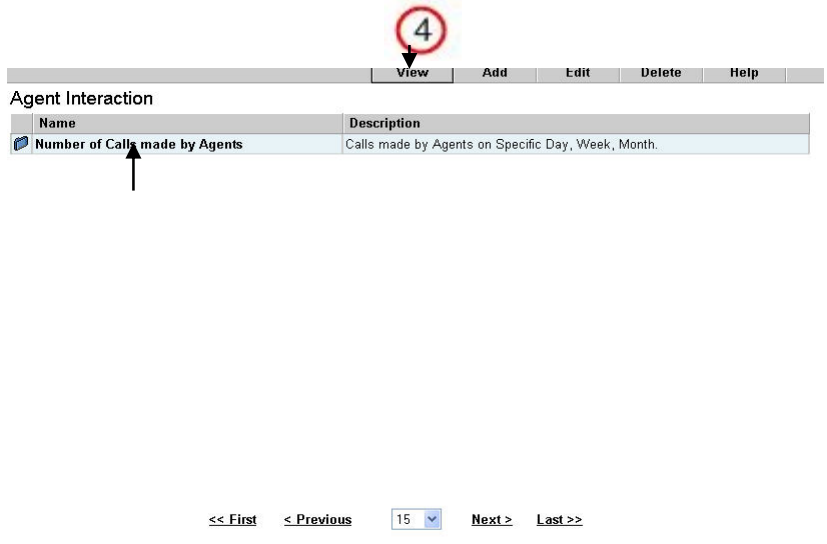 4
View Add Edit Delete Help
Agent Interaction
Name Description
Number of Calls made by Agents Calls made by Agents on Specific Day, Week, Month.
<< First < Previous 15 Next > Last >>